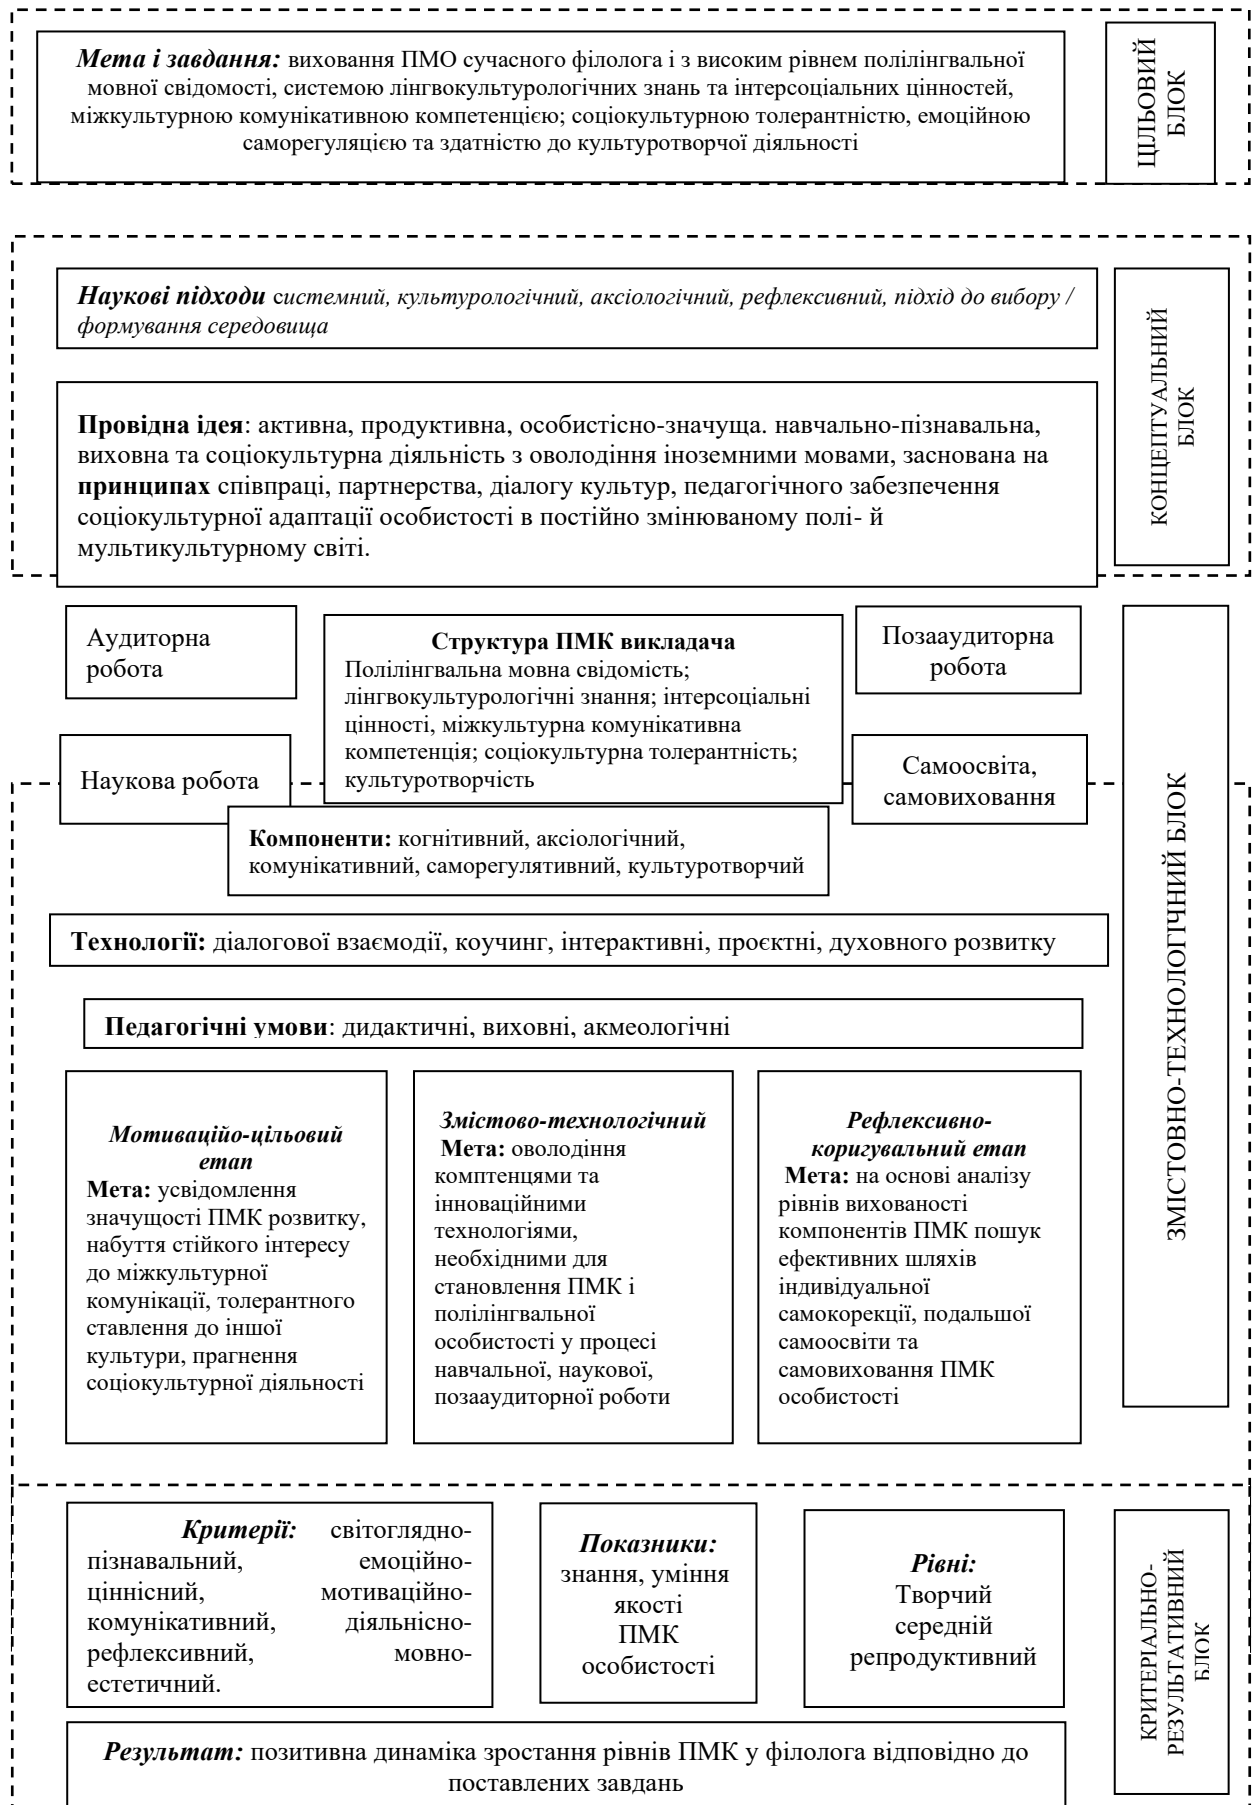 Мета і завдання: виховання ПМО сучасного філолога і з високим рівнем полілінгвальної
мовної свідомості, системою лінгвокультурологічних знань та інтерсоціальних цінностей,
міжкультурною комунікативною компетенцією; соціокультурною толерантністю, емоційною
саморегуляцією та здатністю до культуротворчої діяльності
ЦІЛЬОВИЙ
БЛОК
Наукові підходи системний, культурологічний, аксіологічний, рефлексивний, підхід до вибору /
формування середовища
Провідна ідея: активна, продуктивна, особистісно-значуща. навчально-пізнавальна,
виховна та соціокультурна діяльність з оволодіння іноземними мовами, заснована на
принципах співпраці, партнерства, діалогу культур, педагогічного забезпечення
соціокультурної адаптації особистості в постійно змінюваному полі- й
мультикультурному світі.
КОНЦЕПТУАЛЬНИЙ
БЛОК
Аудиторна
робота
Структура ПМК викладача
Полілінгвальна мовна свідомість;
лінгвокультурологічні знання; інтерсоціальні
цінності, міжкультурна комунікативна
компетенція; соціокультурна толерантність;
культуротворчість
Позааудиторна
робота
Наукова робота
Самоосвіта,
самовиховання
Компоненти: когнітивний, аксіологічний,
комунікативний, саморегулятивний, культуротворчий
Технології: діалогової взаємодії, коучинг, інтерактивні, проєктні, духовного розвитку
Педагогічні умови: дидактичні, виховні, акмеологічні
ЗМІСТОВНО-ТЕХНОЛОГІЧНИЙ БЛОК
Мотиваційо-цільовий
етап
Мета: усвідомлення
значущості ПМК розвитку,
набуття стійкого інтересу
до міжкультурної
комунікації, толерантного
ставлення до іншої
культури, прагнення
соціокультурної діяльності
Змістово-технологічний
Мета: оволодіння
комптенцями та
інноваційними
технологіями,
необхідними для
становлення ПМК і
полілінгвальної
особистості у процесі
навчальної, наукової,
позааудиторної роботи
Рефлексивно-
коригувальний етап
Мета: на основі аналізу
рівнів вихованості
компонентів ПМК пошук
ефективних шляхів
індивідуальної
самокорекції, подальшої
самоосвіти та
самовиховання ПМК
особистості
Критерії: світоглядно-
пізнавальний, емоційно-
ціннісний, мотиваційно-
комунікативний, діяльнісно-
рефлексивний, мовно-
естетичний.
Показники:
знання, уміння
якості
ПМК
особистості
Рівні:
Творчий
середній
репродуктивний
КРИТЕРІАЛЬНО-
РЕЗУЛЬТАТИВНИЙ
БЛОК
Результат: позитивна динаміка зростання рівнів ПМК у філолога відповідно до
поставлених завдань